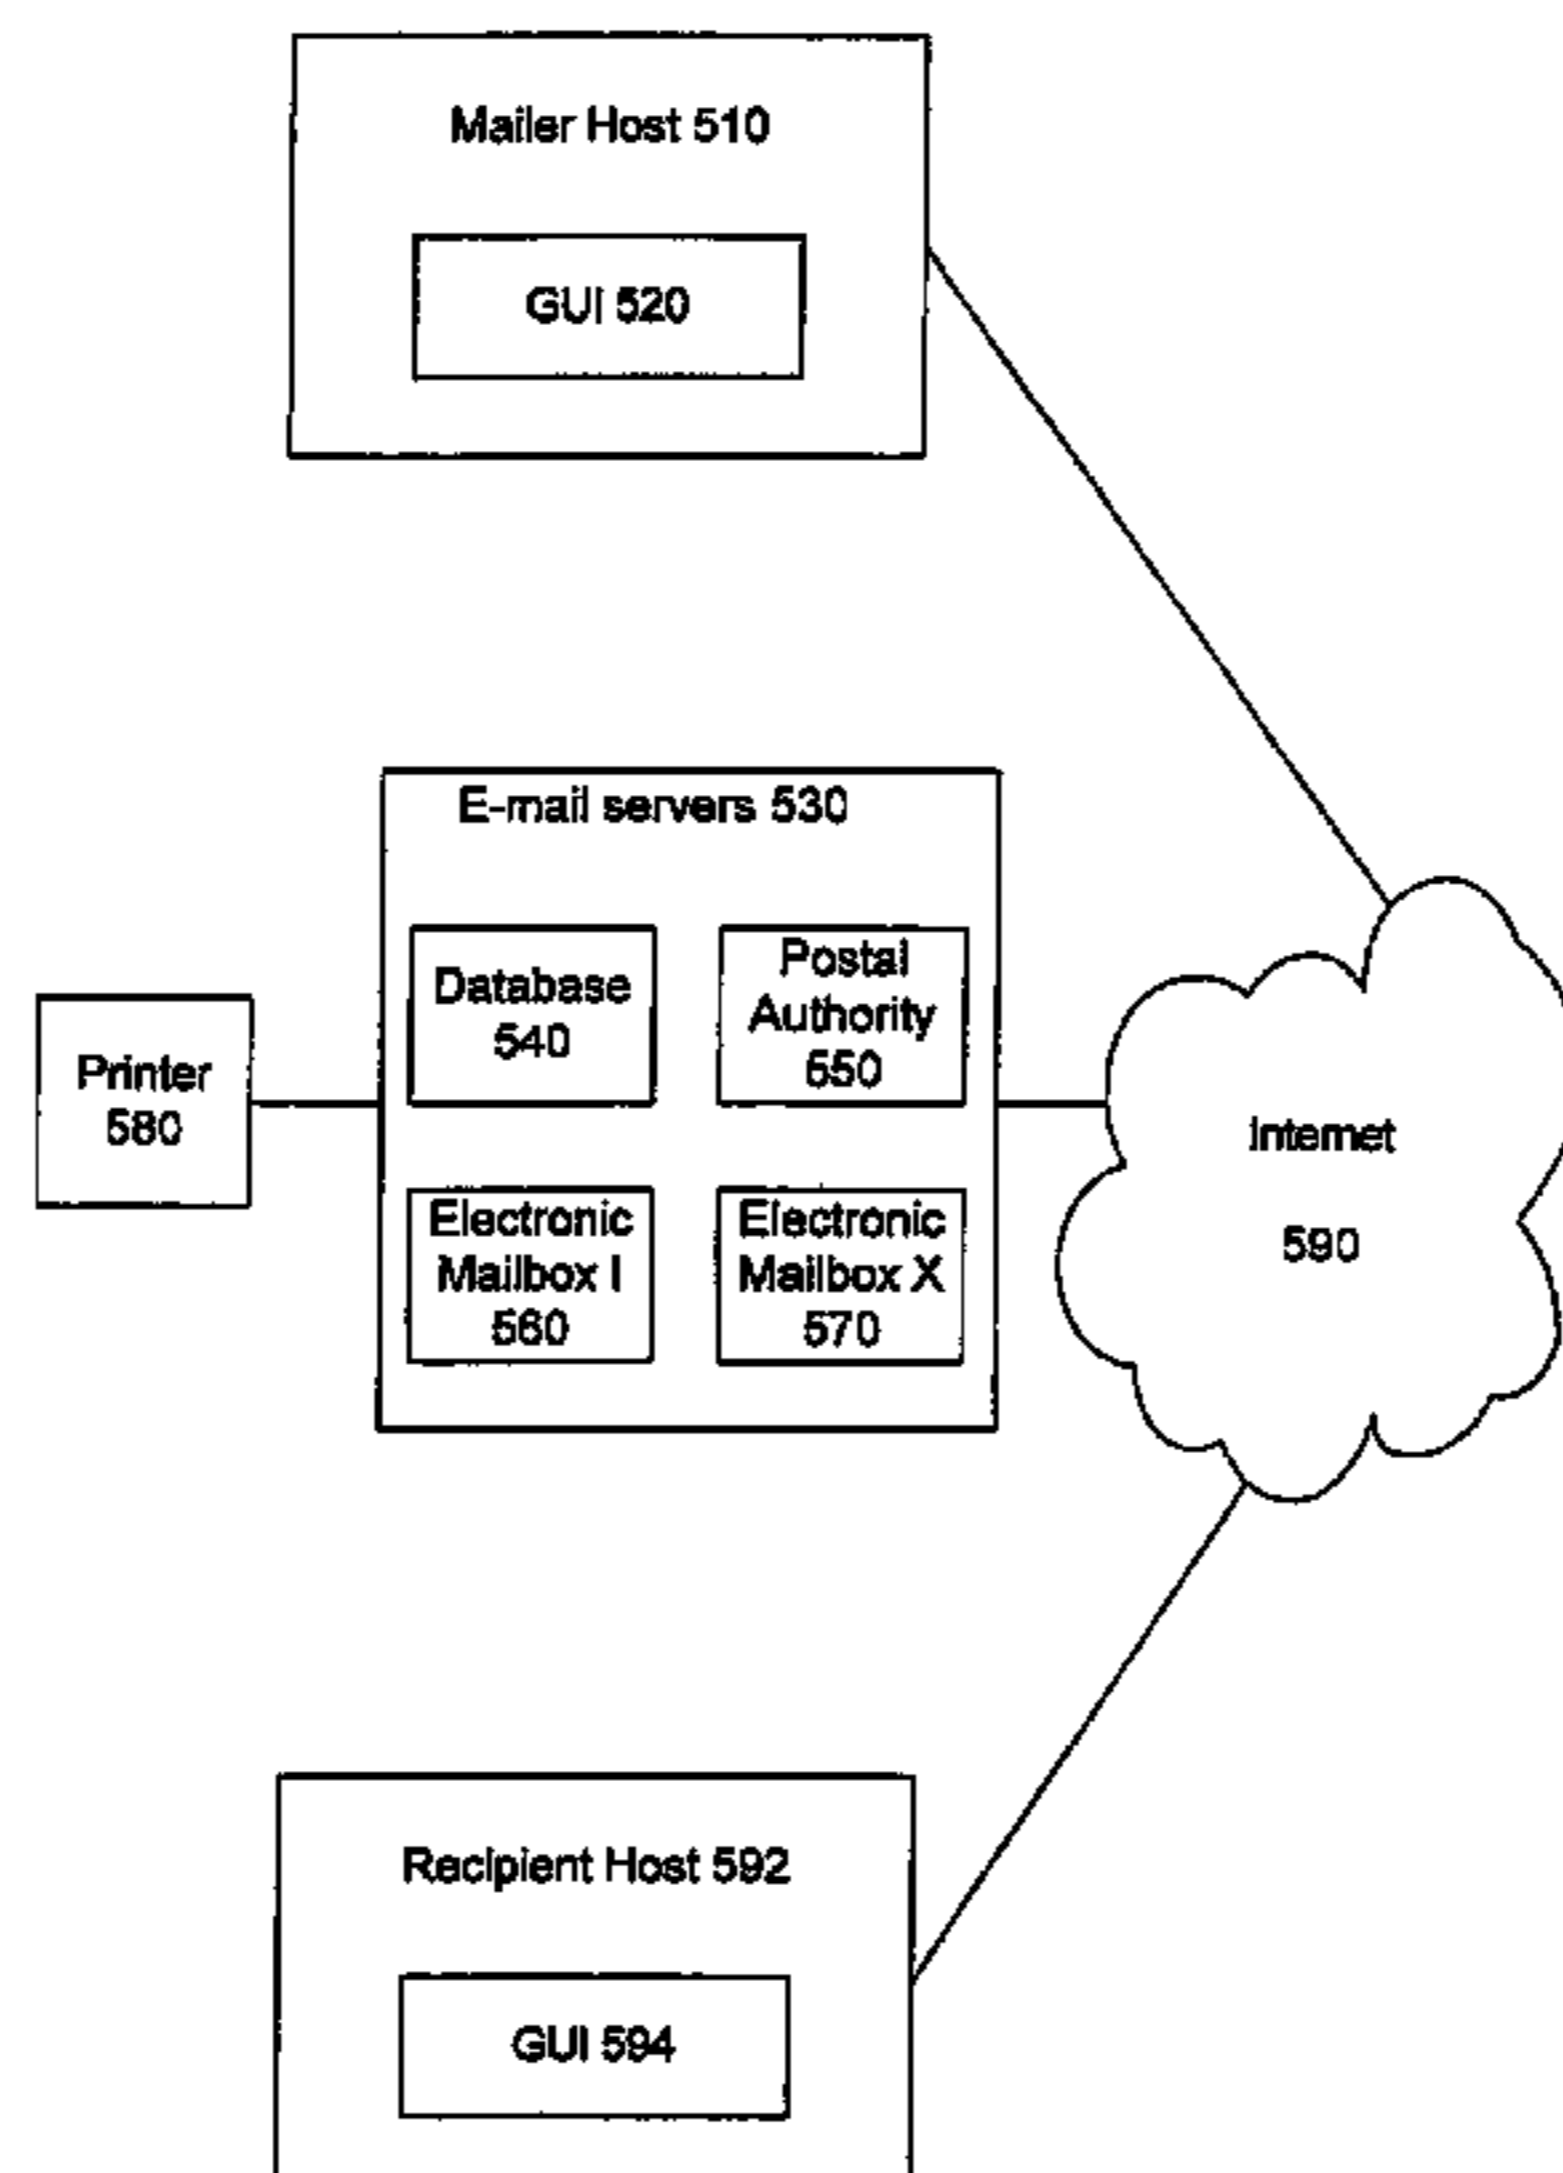 Mailer Host 510
GUI 520
E-mail servers 530
Database
540
Postal
Authority
550
Printer
580
Electronic
Mailbox I
560
Electronic
Mailbox X
570
Internet
590
Recipient Host 592
GUI 594